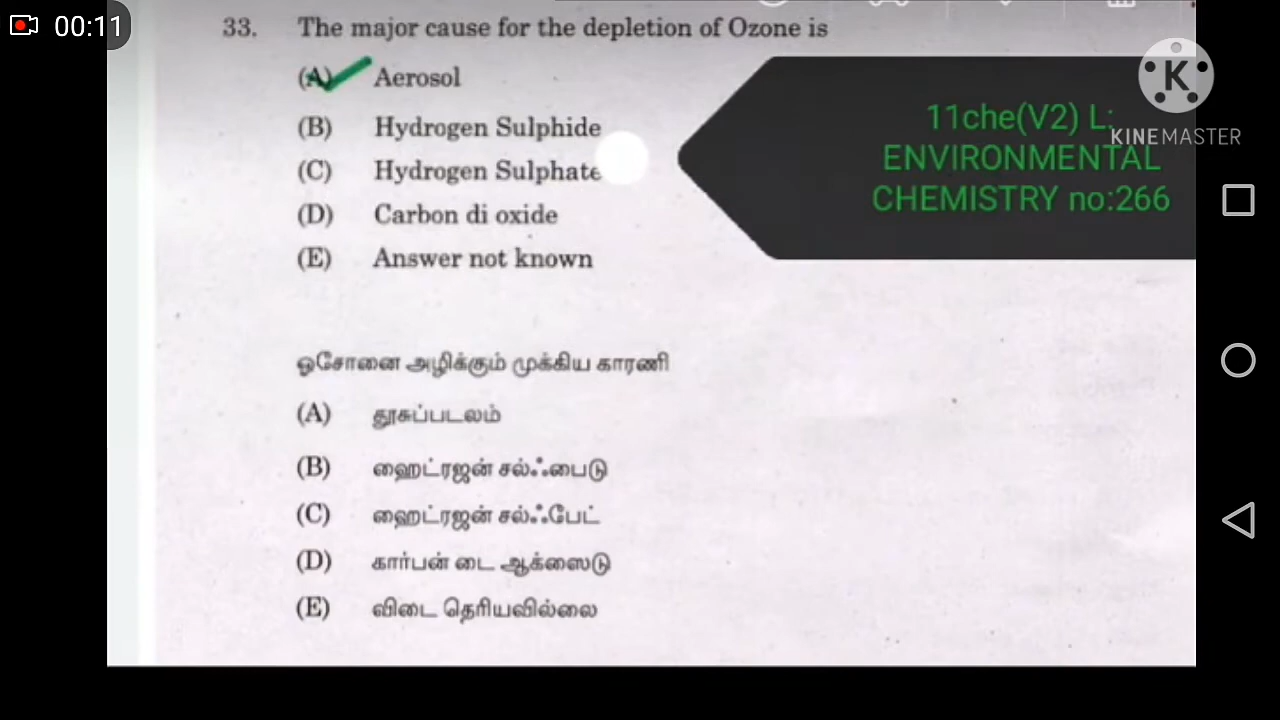 00:11
33. The major cause for the depletion of Ozone is
(A) Aerosol
(B) Hydrogen Sulphide
(C) Hydrogen Sulphate
(D) Carbon di oxide
(E) Answer not known
11che(V2) L:
ENVIRONMENTAL
CHEMISTRY no:266
K
KINEMASTER
ஓசோனை அழிக்கும் முக்கிய காரணி
(A) தூசுப்படலம்
(B) ஹைட்ரஜன் சல்ஃபைடு
(C) ஹைட்ரஜன் சல்ஃபேட்
(D) கார்பன் டை ஆக்ஸைடு
(E) விடை தெரியவில்லை